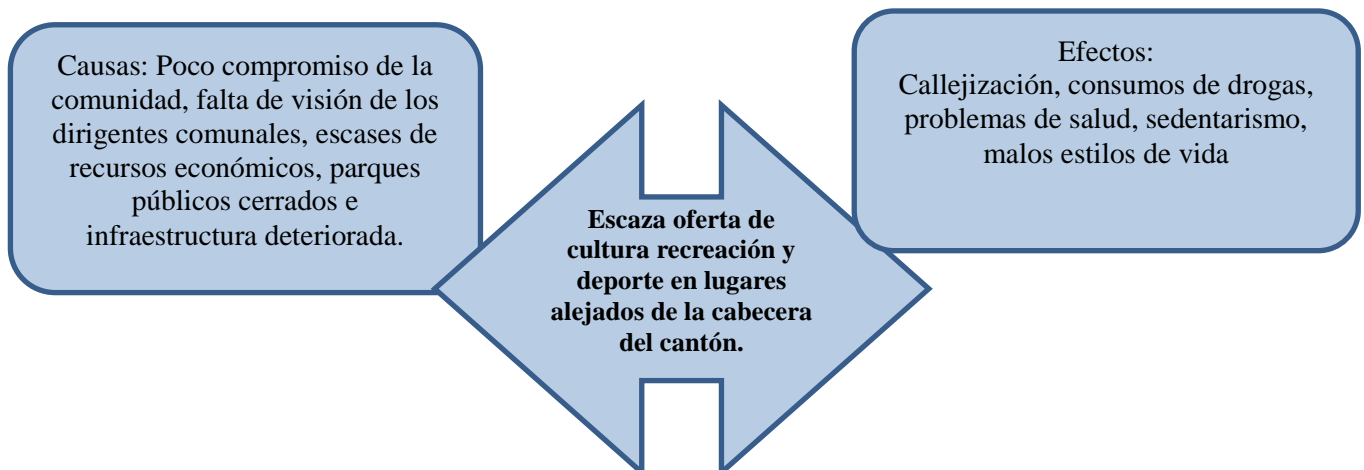 Causas: Poco compromiso de la
comunidad, falta de visión de los
dirigentes comunales, escases de
recursos económicos, parques
públicos cerrados e
infraestructura deteriorada.
Efectos:
Callejización, consumos de drogas,
problemas de salud, sedentarismo,
malos estilos de vida
Escaza oferta de
cultura recreación y
deporte en lugares
alejados de la cabecera
del cantón.